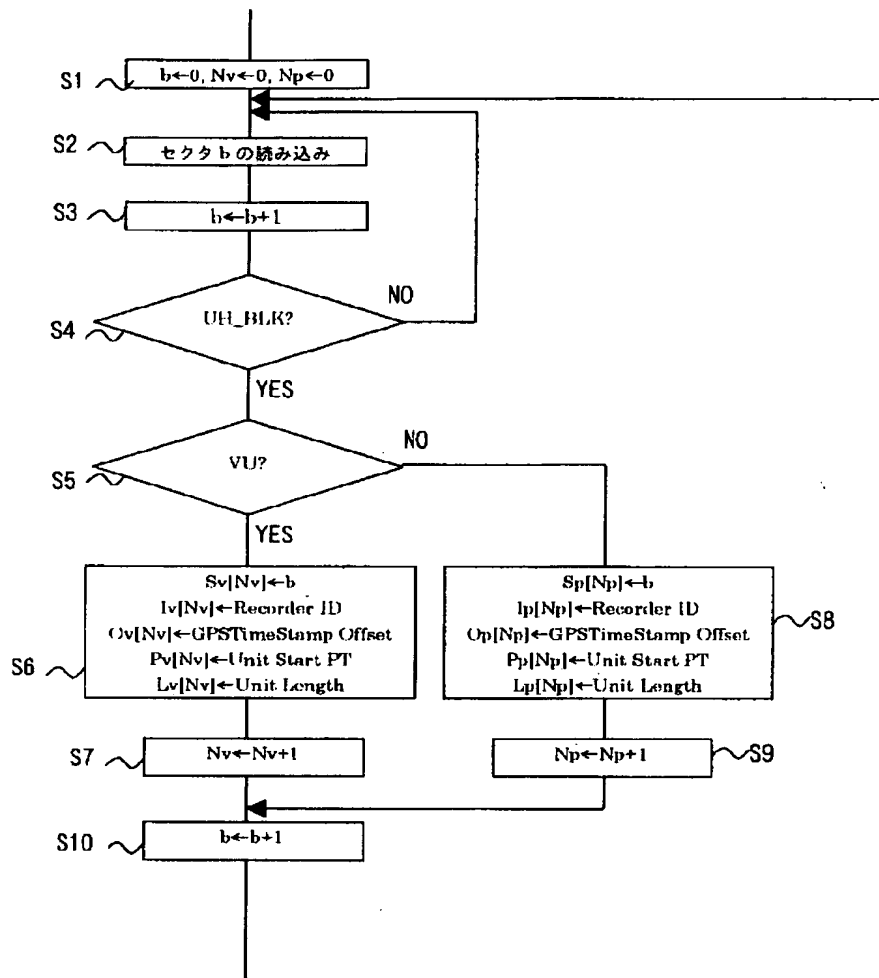 S1
b←0, Nv←0, Np←0
S2
セクタ b の読み込み
S3
b←b+1
S4
UH_BLK?
NO
YES
S5
VU?
NO
YES
S6
Sv[Nv]←b
Iv[Nv]←Recorder ID
Ov[Nv]←GPSTimeStamp Offset
Pv[Nv]←Unit Start PT
Lv[Nv]←Unit Length
S8
Sp[Np]←b
Ip[Np]←Recorder ID
Op[Np]←GPSTimeStamp Offset
Pp[Np]←Unit Start PT
Lp[Np]←Unit Length
S7
Nv←Nv+1
S9
Np←Np+1
S10
b←b+1